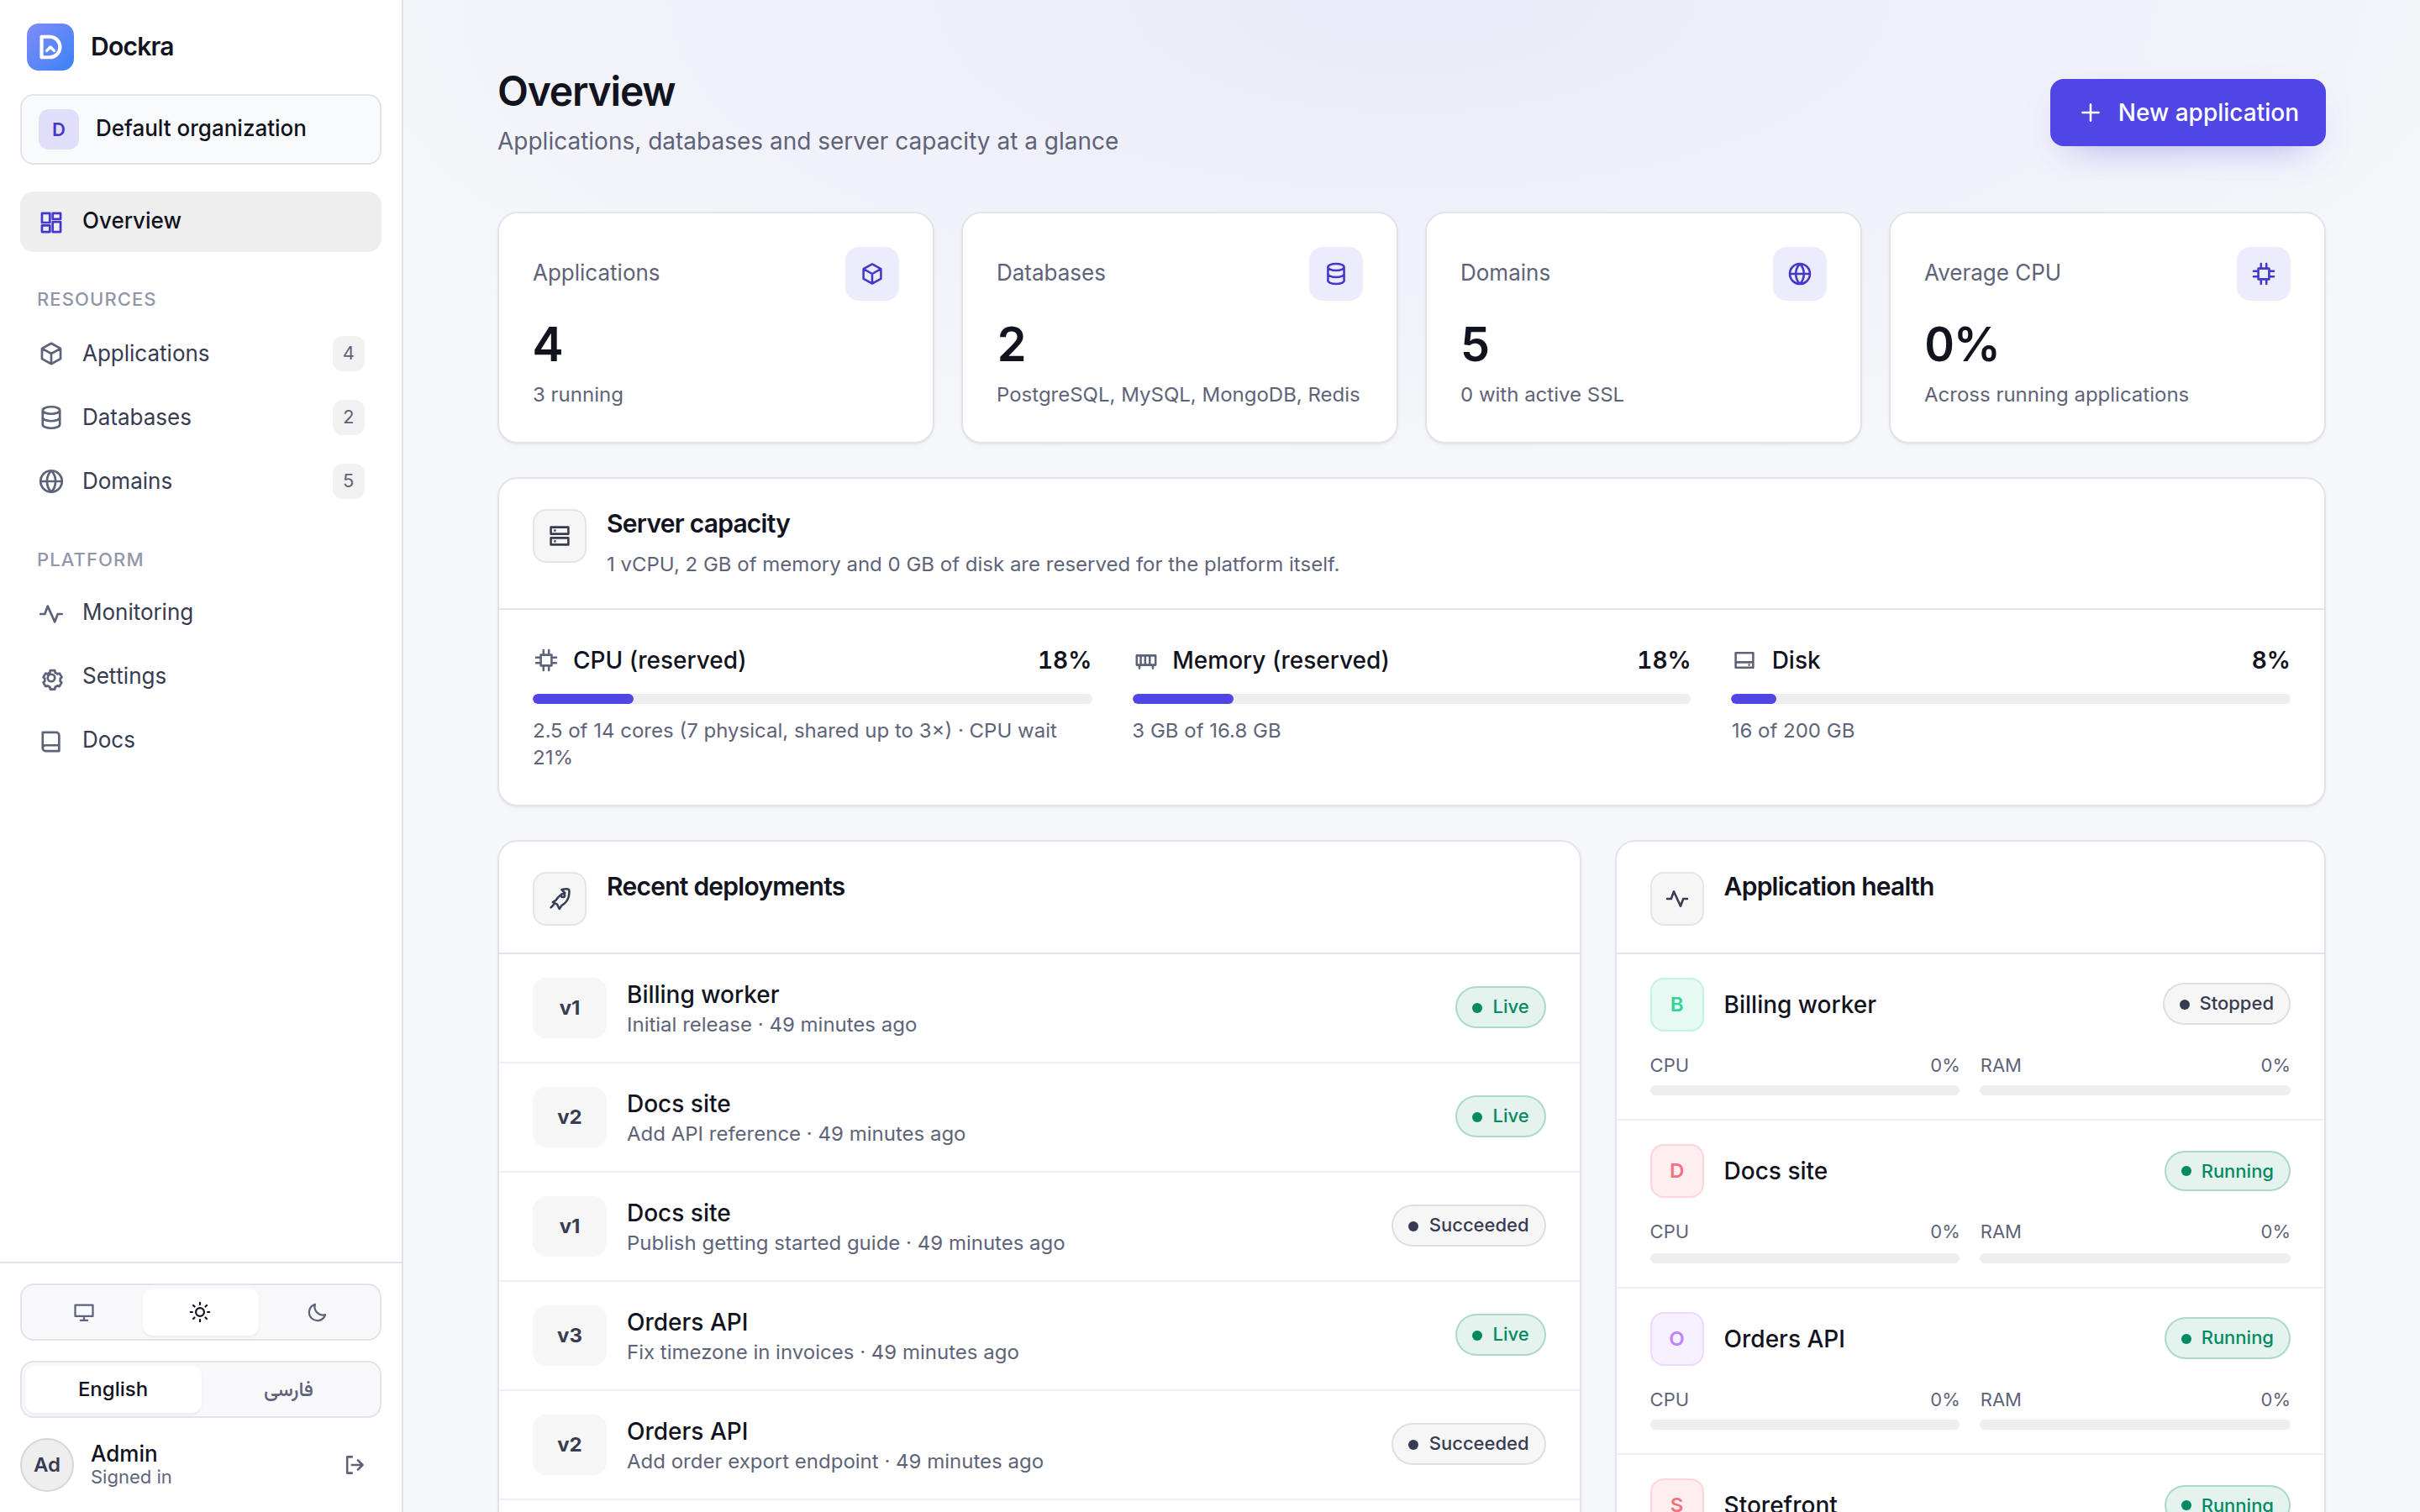 Dockra
D
Default organization
Overview
RESOURCES
Applications
4
Databases
2
Domains
5
PLATFORM
Monitoring
Settings
Docs
English
فارسی
Ad
Admin
Signed in
Overview
Applications, databases and server capacity at a glance
New application
Applications
4
3 running
Databases
2
PostgreSQL, MySQL, MongoDB, Redis
Domains
5
0 with active SSL
Average CPU
0%
Across running applications
Server capacity
1 vCPU, 2 GB of memory and 0 GB of disk are reserved for the platform itself.
CPU (reserved)
18%
2.5 of 14 cores (7 physical, shared up to 3×) · CPU wait
21%
Memory (reserved)
18%
3 GB of 16.8 GB
Disk
8%
16 of 200 GB
Recent deployments
v1
Billing worker
Initial release · 49 minutes ago
Live
v2
Docs site
Add API reference · 49 minutes ago
Live
v1
Docs site
Publish getting started guide · 49 minutes ago
Succeeded
v3
Orders API
Fix timezone in invoices · 49 minutes ago
Live
v2
Orders API
Add order export endpoint · 49 minutes ago
Succeeded
Application health
B
Billing worker
Stopped
CPU
0%
RAM
0%
D
Docs site
Running
CPU
0%
RAM
0%
O
Orders API
Running
CPU
0%
RAM
0%
S
Storefront
Running